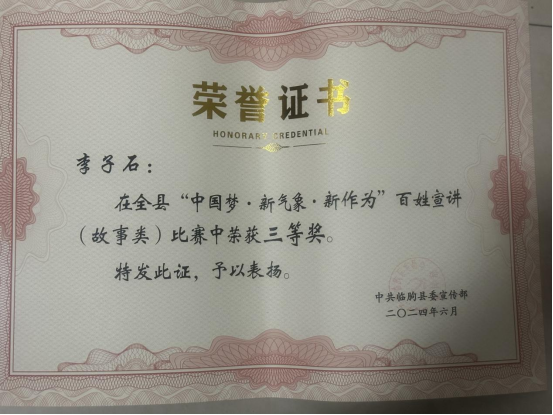 荣誉证书
HONORARY CREDENTIAL
李子石：
在全县“中国梦·新气象·新作为”百姓宣讲
（故事类）比赛中荣获三等奖。
特发此证，予以表扬。
中共临朐县委宣传部
二〇二四年六月